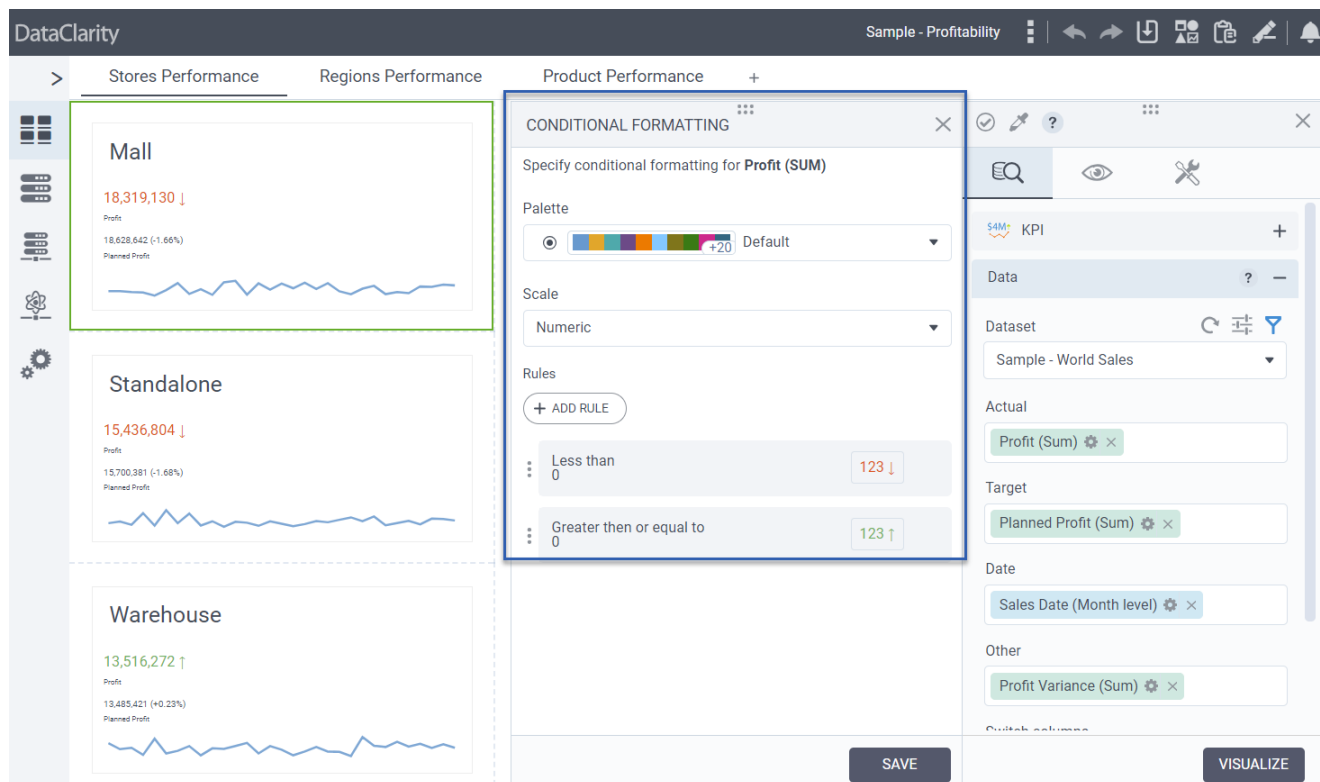 DataClarity
Sample - Profitability
Stores Performance
Regions Performance
Product Performance
+
Mall
18,319,130 ↓
Profit
18,628,642 (-1.66%)
Planned Profit
Standalone
15,436,804 ↓
Profit
15,700,381 (-1.68%)
Planned Profit
Warehouse
13,516,272 ↑
Profit
13,485,421 (+0.23%)
Planned Profit
CONDITIONAL FORMATTING
Specify conditional formatting for Profit (SUM)
Palette
+20
Default
Scale
Numeric
Rules
+ ADD RULE
Less than
0
123 ↓
Greater then or equal to
0
123 ↑
SAVE
?
$4M↑
KPI
Data
?
Dataset
Sample - World Sales
Actual
Profit (Sum)
Target
Planned Profit (Sum)
Date
Sales Date (Month level)
Other
Profit Variance (Sum)
Switch columns
VISUALIZE